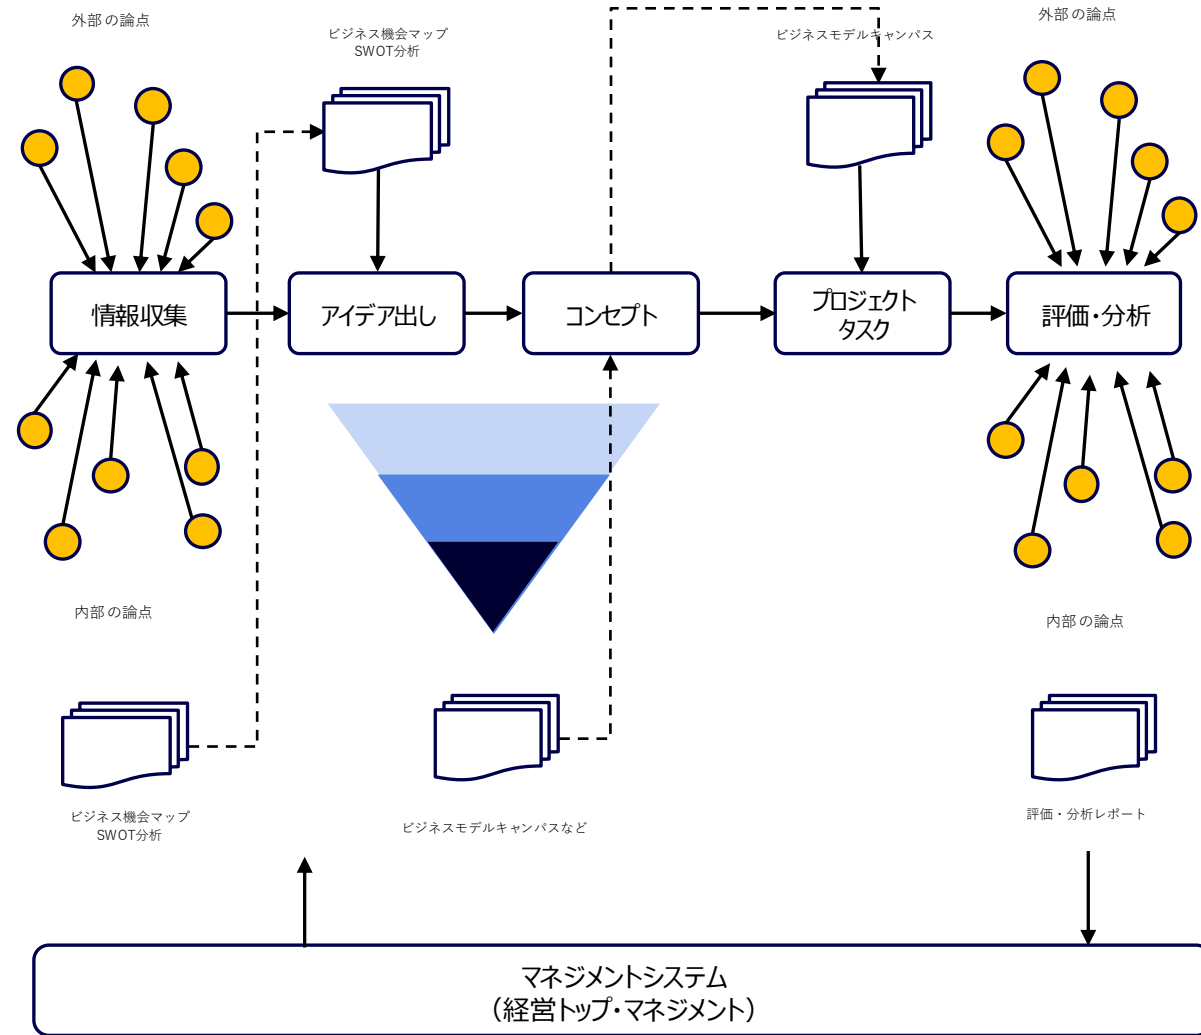 外部の論点
ビジネス機会マップ
SWOT分析
ビジネスモデルキャンパス
外部の論点
情報収集
アイデア出し
コンセプト
プロジェクト
タスク
評価・分析
内部の論点
内部の論点
ビジネス機会マップ
SWOT分析
ビジネスモデルキャンパスなど
評価・分析レポート
マネジメントシステム
（経営トップ・マネジメント）